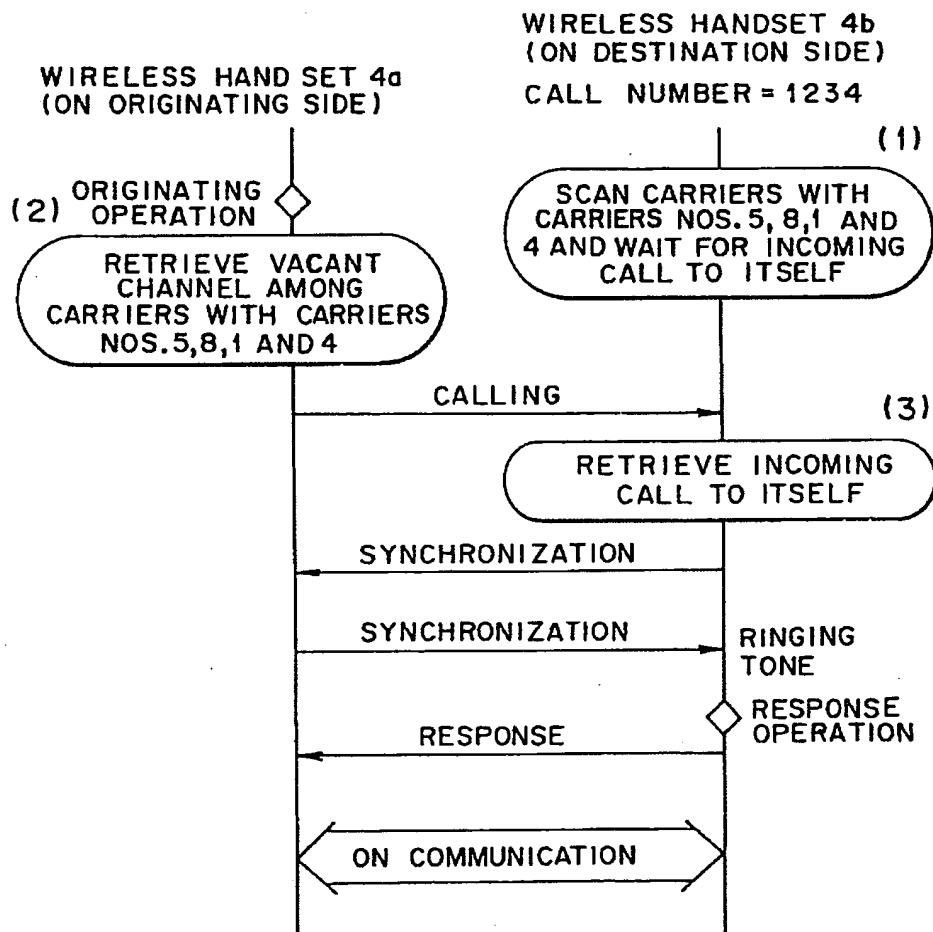 WIRELESS HANDSET 4b
(ON DESTINATION SIDE)
CALL NUMBER = 1234
WIRELESS HAND SET 4a
(ON ORIGINATING SIDE)
(1)
SCAN CARRIERS WITH
CARRIERS NOS. 5, 8, 1 AND
4 AND WAIT FOR INCOMING
CALL TO ITSELF
(2)
ORIGINATING
OPERATION
RETRIEVE VACANT
CHANNEL AMONG
CARRIERS WITH CARRIERS
NOS. 5, 8, 1 AND 4
CALLING
(3)
RETRIEVE INCOMING
CALL TO ITSELF
SYNCHRONIZATION
SYNCHRONIZATION
RINGING
TONE
RESPONSE
OPERATION
RESPONSE
ON COMMUNICATION